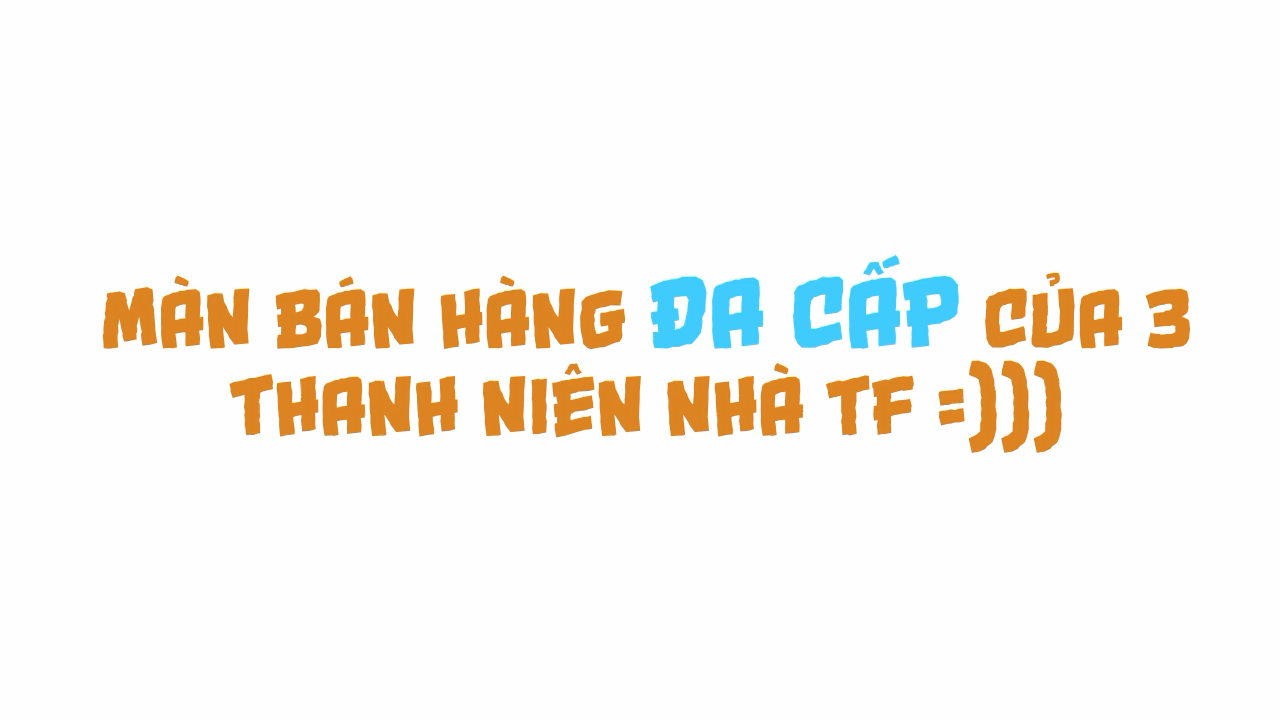 MÀN BÁN HÀNG ĐA CẤP CỦA 3
THANH NIÊN NHÀ TF =)))